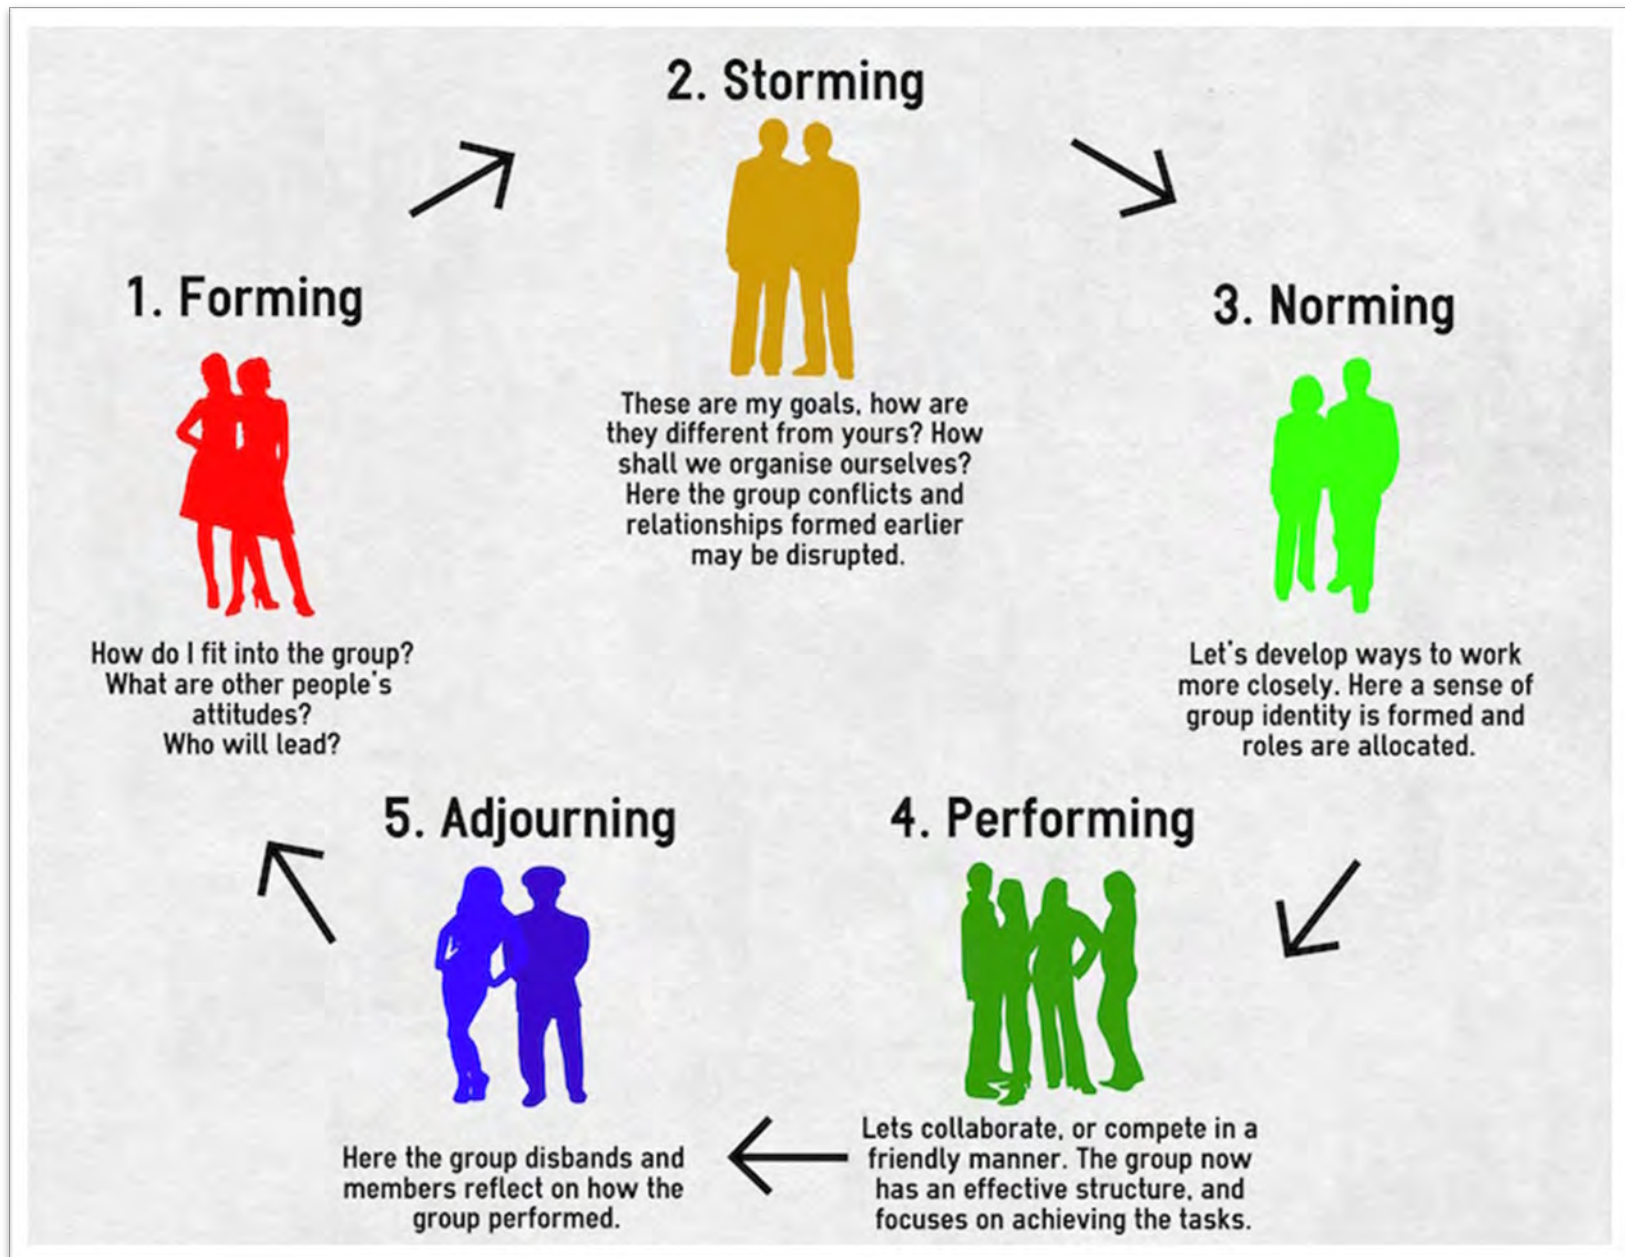 1. Forming
How do I fit into the group?
What are other people's
attitudes?
Who will lead?
2. Storming
These are my goals, how are
they different from yours? How
shall we organise ourselves?
Here the group conflicts and
relationships formed earlier
may be disrupted.
3. Norming
Let's develop ways to work
more closely. Here a sense of
group identity is formed and
roles are allocated.
4. Performing
Lets collaborate, or compete in a
friendly manner. The group now
has an effective structure, and
focuses on achieving the tasks.
5. Adjourning
Here the group disbands and
members reflect on how the
group performed.